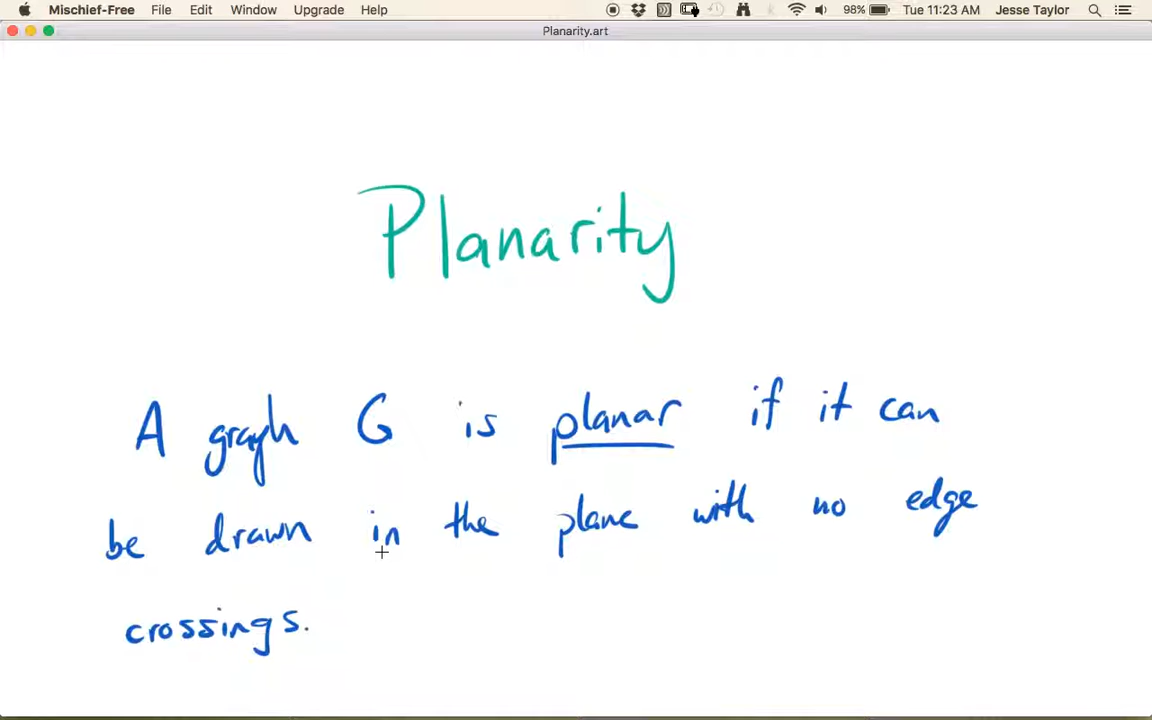 Mischief-Free File Edit Window Upgrade Help 98% Tue 11:23 AM Jesse Taylor
Planarity.art
Planarity
A graph G is planar if it can
be drawn in the plane with no edge
crossings.